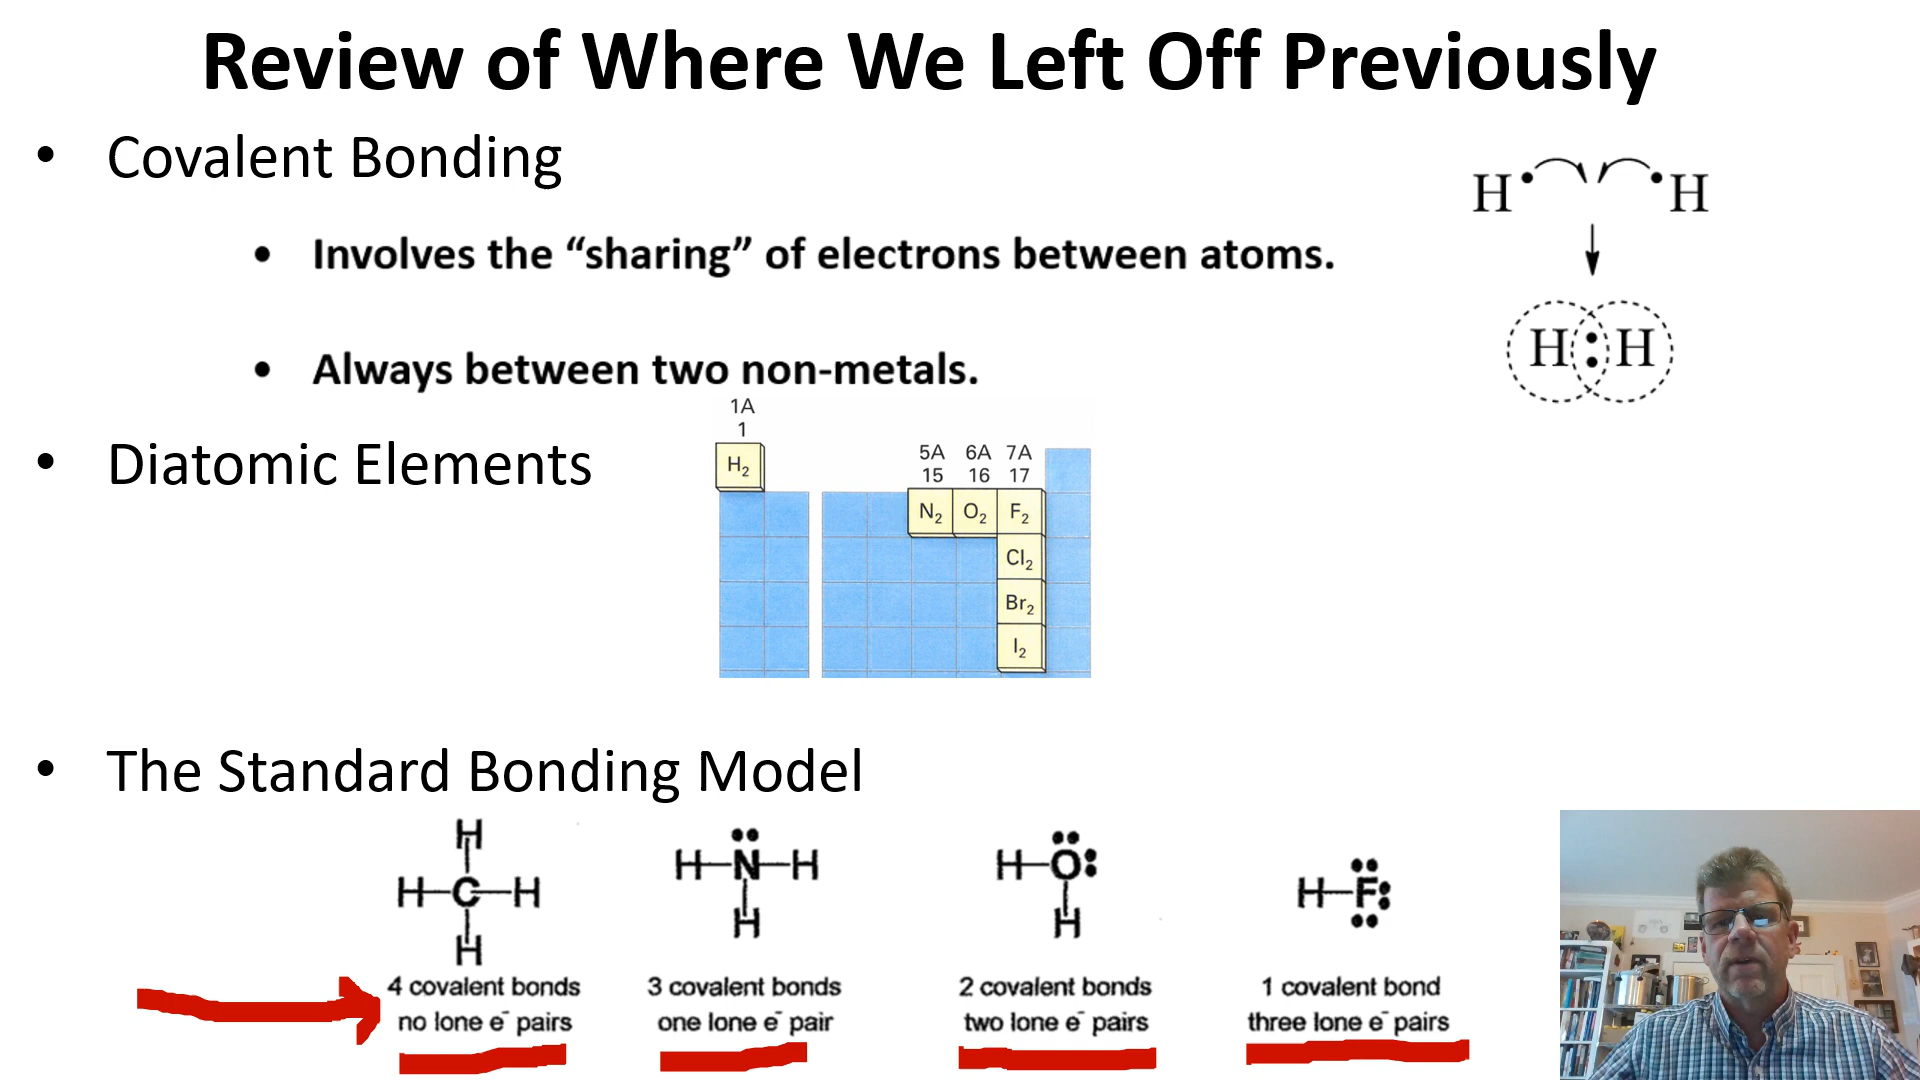 Review of Where We Left Off Previously
• Covalent Bonding
• Involves the “sharing” of electrons between atoms.
• Always between two non-metals.
H• •H
H:H
• Diatomic Elements
1A
1
5A 6A 7A
15 16 17
H₂
N₂ O₂ F₂
Cl₂
Br₂
I₂
• The Standard Bonding Model
H
H–C–H
H
H–N–H
H
H–O
H
H–F
4 covalent bonds
no lone e⁻ pairs
3 covalent bonds
one lone e⁻ pair
2 covalent bonds
two lone e⁻ pairs
1 covalent bond
three lone e⁻ pairs